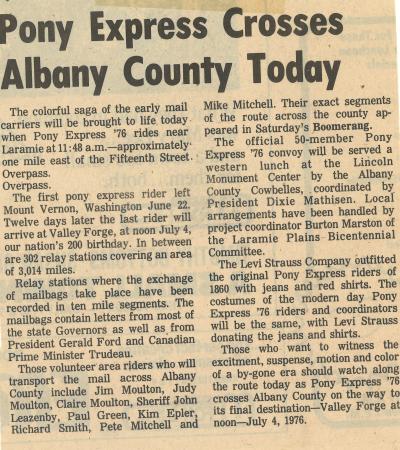 Pony Express Crosses
Albany County Today
The colorful saga of the early mail
carriers will be brought to life today
when Pony Express '76 rides near
Laramie at 11:48 a.m.—approximately
one mile east of the Fifteenth Street
Overpass.
Overpass.
The first pony express rider left
Mount Vernon, Washington June 22.
Twelve days later the last rider will
arrive at Valley Forge, at noon July 4,
our nation's 200 birthday. In between
are 302 relay stations covering an area
of 3,014 miles.
Relay stations where the exchange
of mailbags take place have been
recorded in ten mile segments. The
mailbags contain letters from most of
the state Governors as well as from
President Gerald Ford and Canadian
Prime Minister Trudeau.
Those volunteer area riders who will
transport the mail across Albany
County include Jim Moulton, Judy
Moulton, Claire Moulton, Sheriff John
Leazenby, Paul Green, Kim Epler,
Richard Smith, Pete Mitchell and
Mike Mitchell. Their exact segments
of the route across the county ap-
peared in Saturday's Boomerang.
The official 50-member Pony
Express '76 convoy will be served a
western lunch at the Lincoln
Monument Center by the Albany
County Cowbelles, coordinated by
President Dixie Mathisen. Local
arrangements have been handled by
project coordinator Burton Marston of
the Laramie Plains Bicentennial
Committee.
The Levi Strauss Company outfitted
the original Pony Express riders of
1860 with jeans and red shirts. The
costumes of the modern day Pony
Express '76 riders and coordinators
will be the same, with Levi Strauss
donating the jeans and shirts.
Those who want to witness the
excitment, suspense, motion and color
of a by-gone era should watch along
the route today as Pony Express '76
crosses Albany County on the way to
its final destination—Valley Forge at
noon—July 4, 1976.